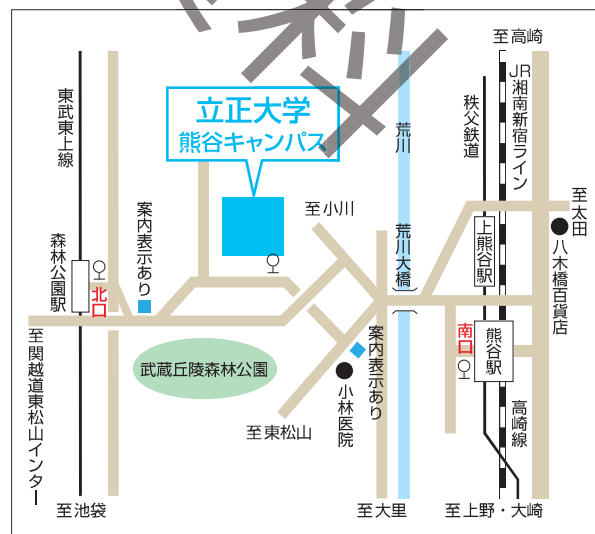 至高崎
JR湘南新宿ライン
秩父鉄道
荒川
東武東上線
立正大学
熊谷キャンパス
至小川
案内表示あり
荒川大橋
至太田
上熊谷駅
八木橋百貨店
森林公園駅
北口
南口
熊谷駅
武蔵丘陵森林公園
案内表示あり
小林医院
至関越道東松山インター
至東松山
高崎線
至池袋
至大里
至上野・大崎